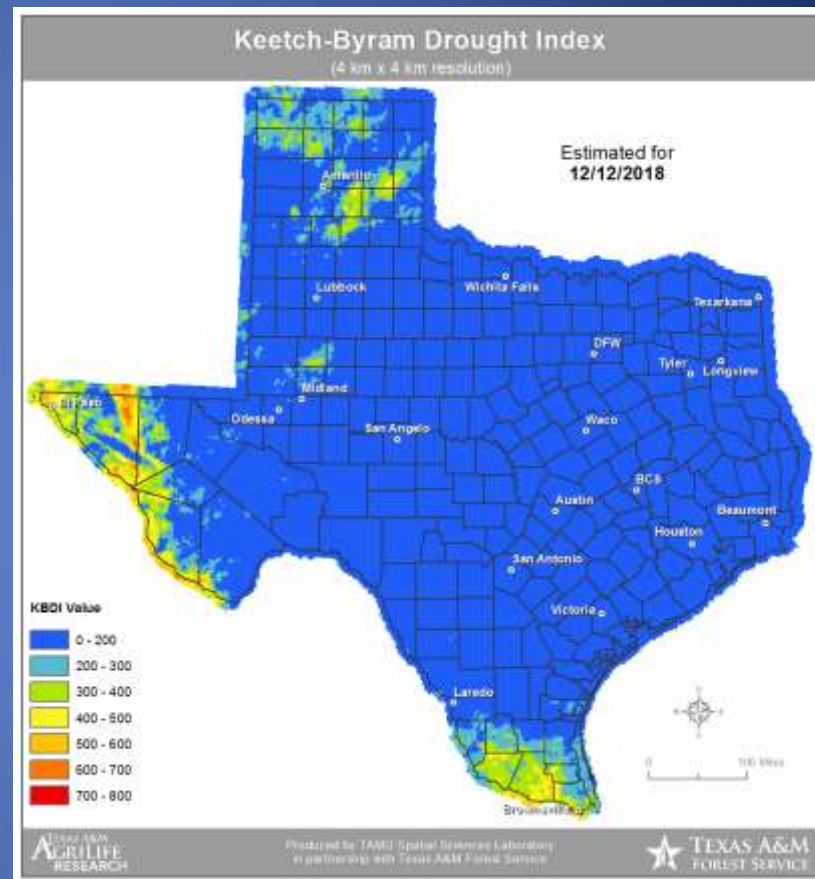 Keetch-Byram Drought Index
(4 km x 4 km resolution)
Estimated for
12/12/2018
Amarillo
Lubbock
Wichita Falls
Texarkana
DFW
Tyler
Longview
El Paso
Midland
Odessa
San Angelo
Waco
BCS
Austin
Beaumont
Houston
San Antonio
Victoria
Laredo
Brownsville
KBDI Value
0 - 200
200 - 300
300 - 400
400 - 500
500 - 600
600 - 700
700 - 800
0
100 Miles
TEXAS A&M
AGRILIFE
RESEARCH
Produced by TAMU Spatial Sciences Laboratory
in partnership with Texas A&M Forest Service
TEXAS A&M
FOREST SERVICE